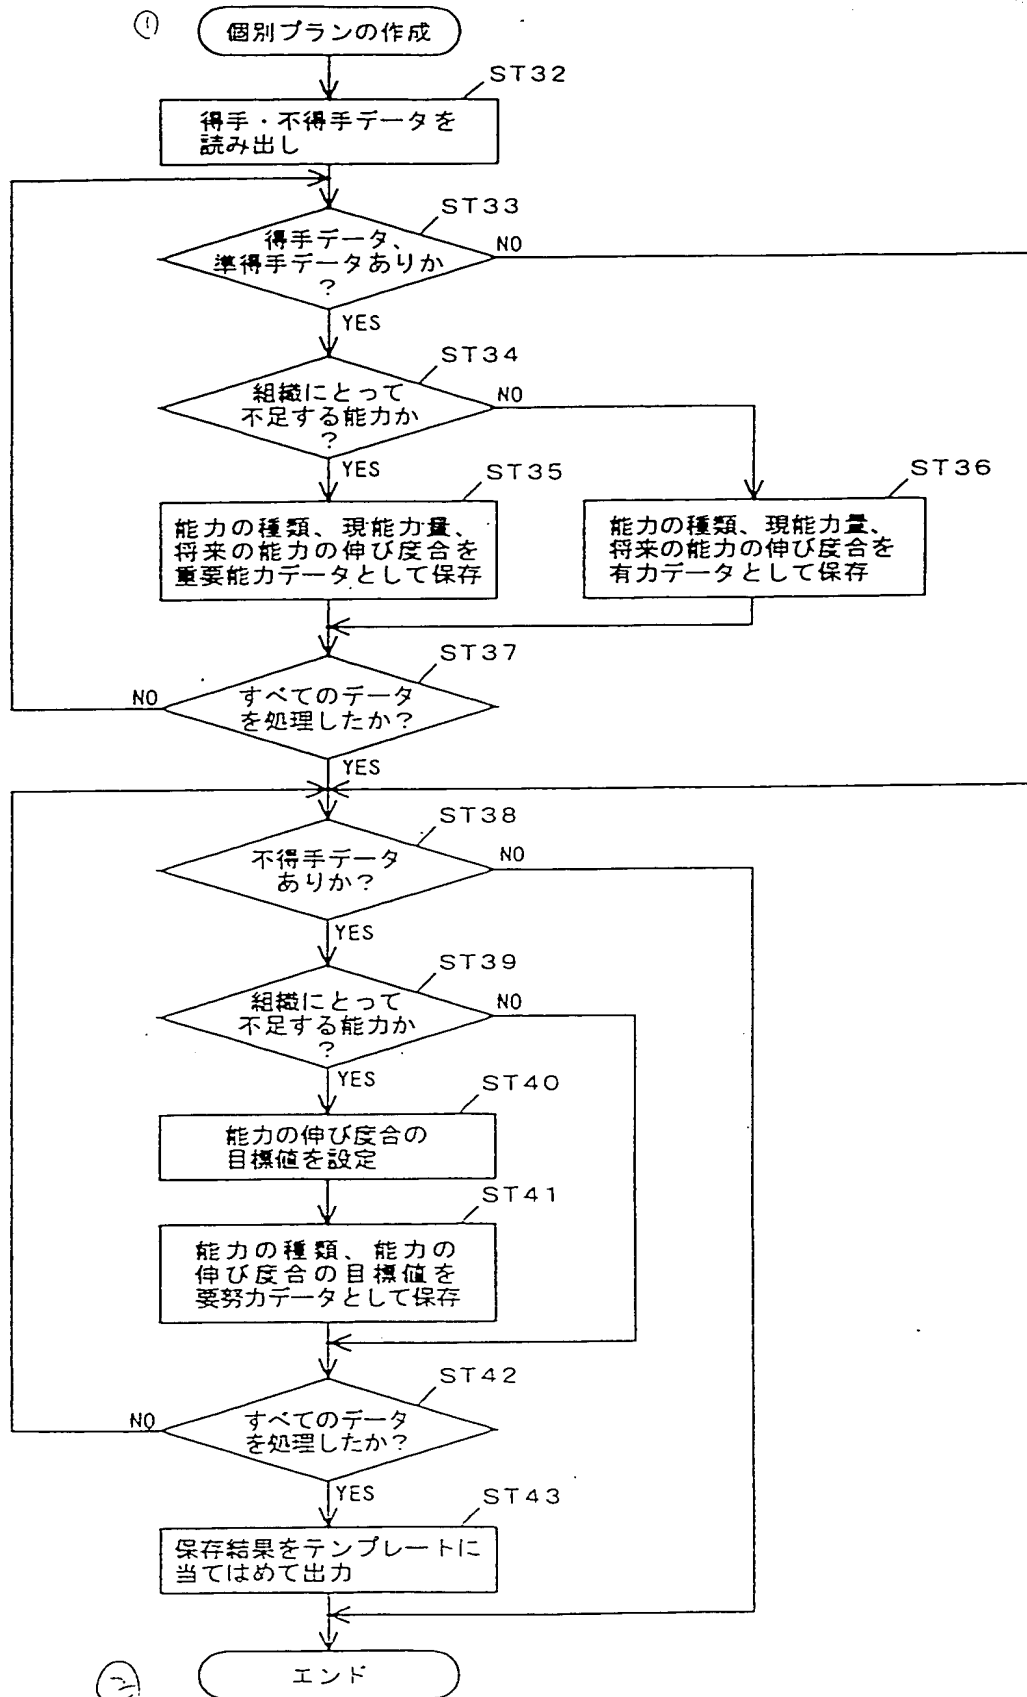 ①
個別プランの作成
ST32
得手・不得手データを
読み出し
ST33
得手データ、
準得手データありか
?
NO
YES
ST34
組織にとって
不足する能力か
?
NO
YES
ST35
能力の種類、現能力量、
将来の能力の伸び度合を
重要能力データとして保存
ST36
能力の種類、現能力量、
将来の能力の伸び度合を
有力データとして保存
ST37
すべてのデータ
を処理したか?
NO
YES
ST38
不得手データ
ありか?
NO
YES
ST39
組織にとって
不足する能力か
?
NO
YES
ST40
能力の伸び度合の
目標値を設定
ST41
能力の種類、能力の
伸び度合の目標値を
要努力データとして保存
ST42
すべてのデータ
を処理したか?
NO
YES
ST43
保存結果をテンプレートに
当てはめて出力
エンド